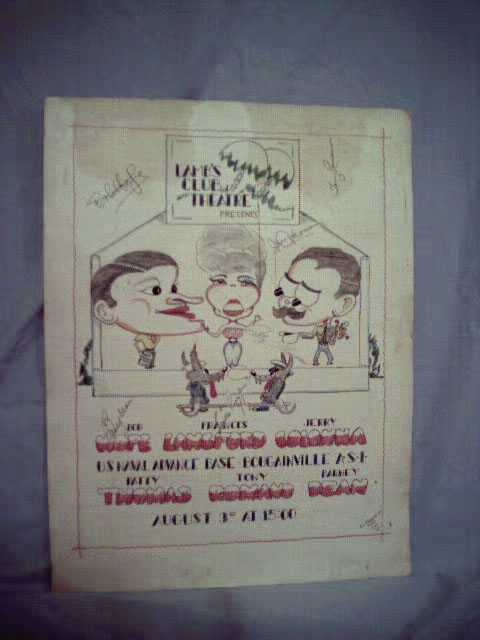 LAMB'S
CLUB
THEATRE
PRESENTS
BOB FRANCES JERRY
HOPE LANGFORD COLONNA
US NAVAL ADVANCE BASE BOUGAINVILLE
PATTY TONY BARNEY
THOMAS ROMANO DEAN
AUGUST 3RD AT 15:00